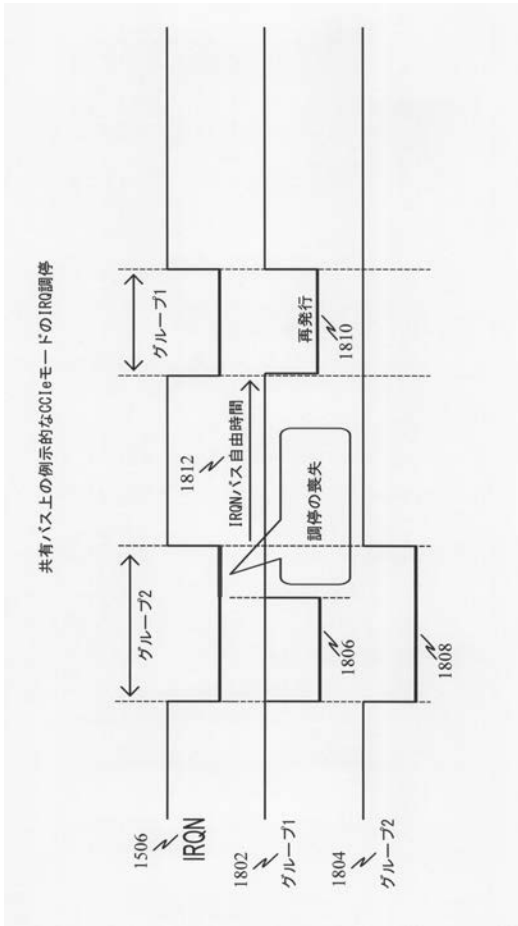 共有バス上の例示的なCCIeモードのIRQ調停
グループ2
グループ1
1812
IRQNバス自由時間
調停の喪失
再発行
1810
1806
1808
1506
IRQN
1802
グループ1
1804
グループ2